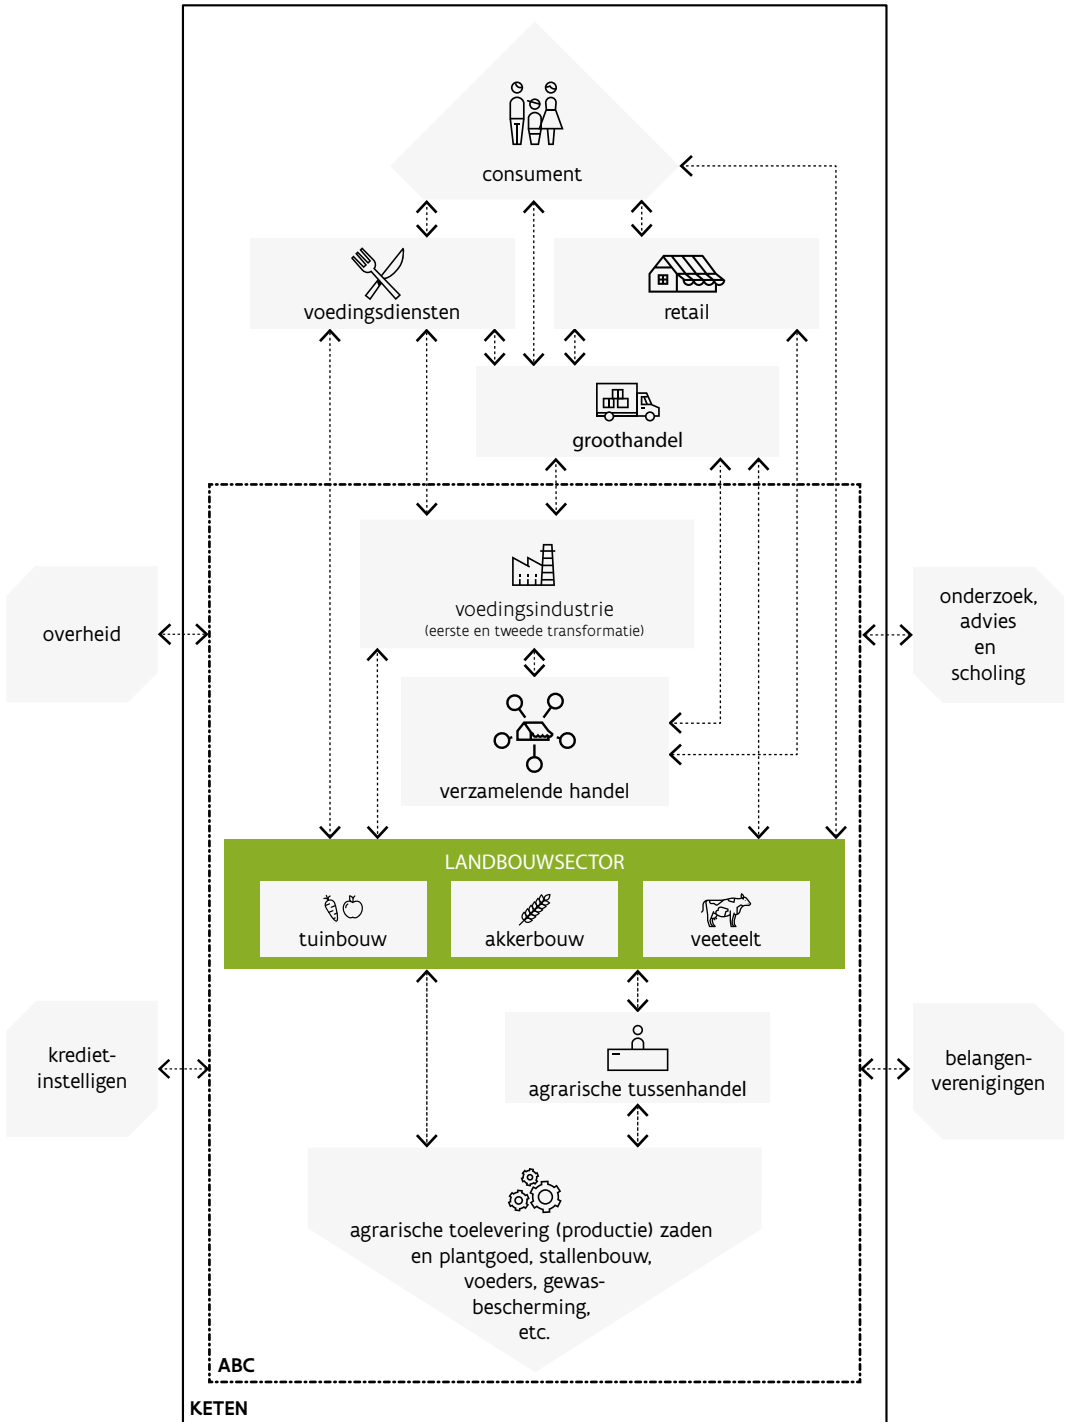 consument
voedingsdiensten
retail
groothandel
voedingsindustrie
(eerste en tweede transformatie)
overheid
onderzoek,
advies
en
scholing
verzamelende handel
LANDBOUWSECTOR
tuinbouw
akkerbouw
veeteelt
krediet-
instelligen
belangen-
verenigingen
agrarische tussenhandel
agrarische toelevering (productie) zaden
en plantgoed, stallenbouw,
voeders, gewas-
bescherming,
etc.
ABC
KETEN